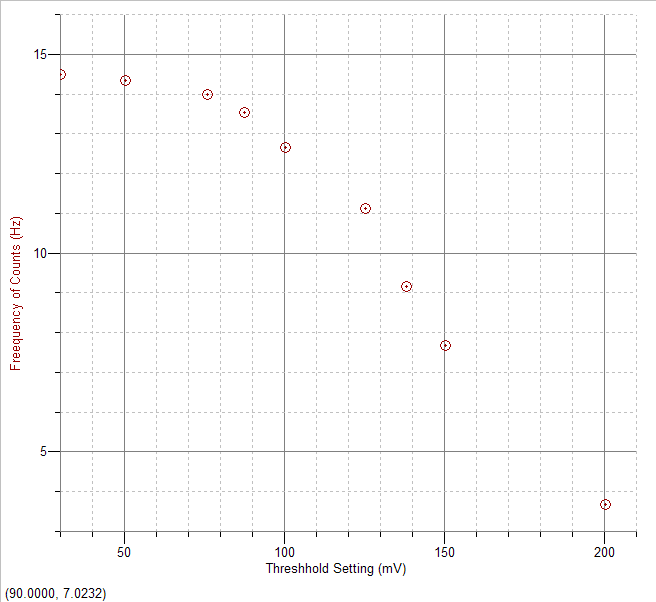 15
10
5
Freequency of Counts (Hz)
50 100 150 200
Threshhold Setting (mV)
(90.0000, 7.0232)